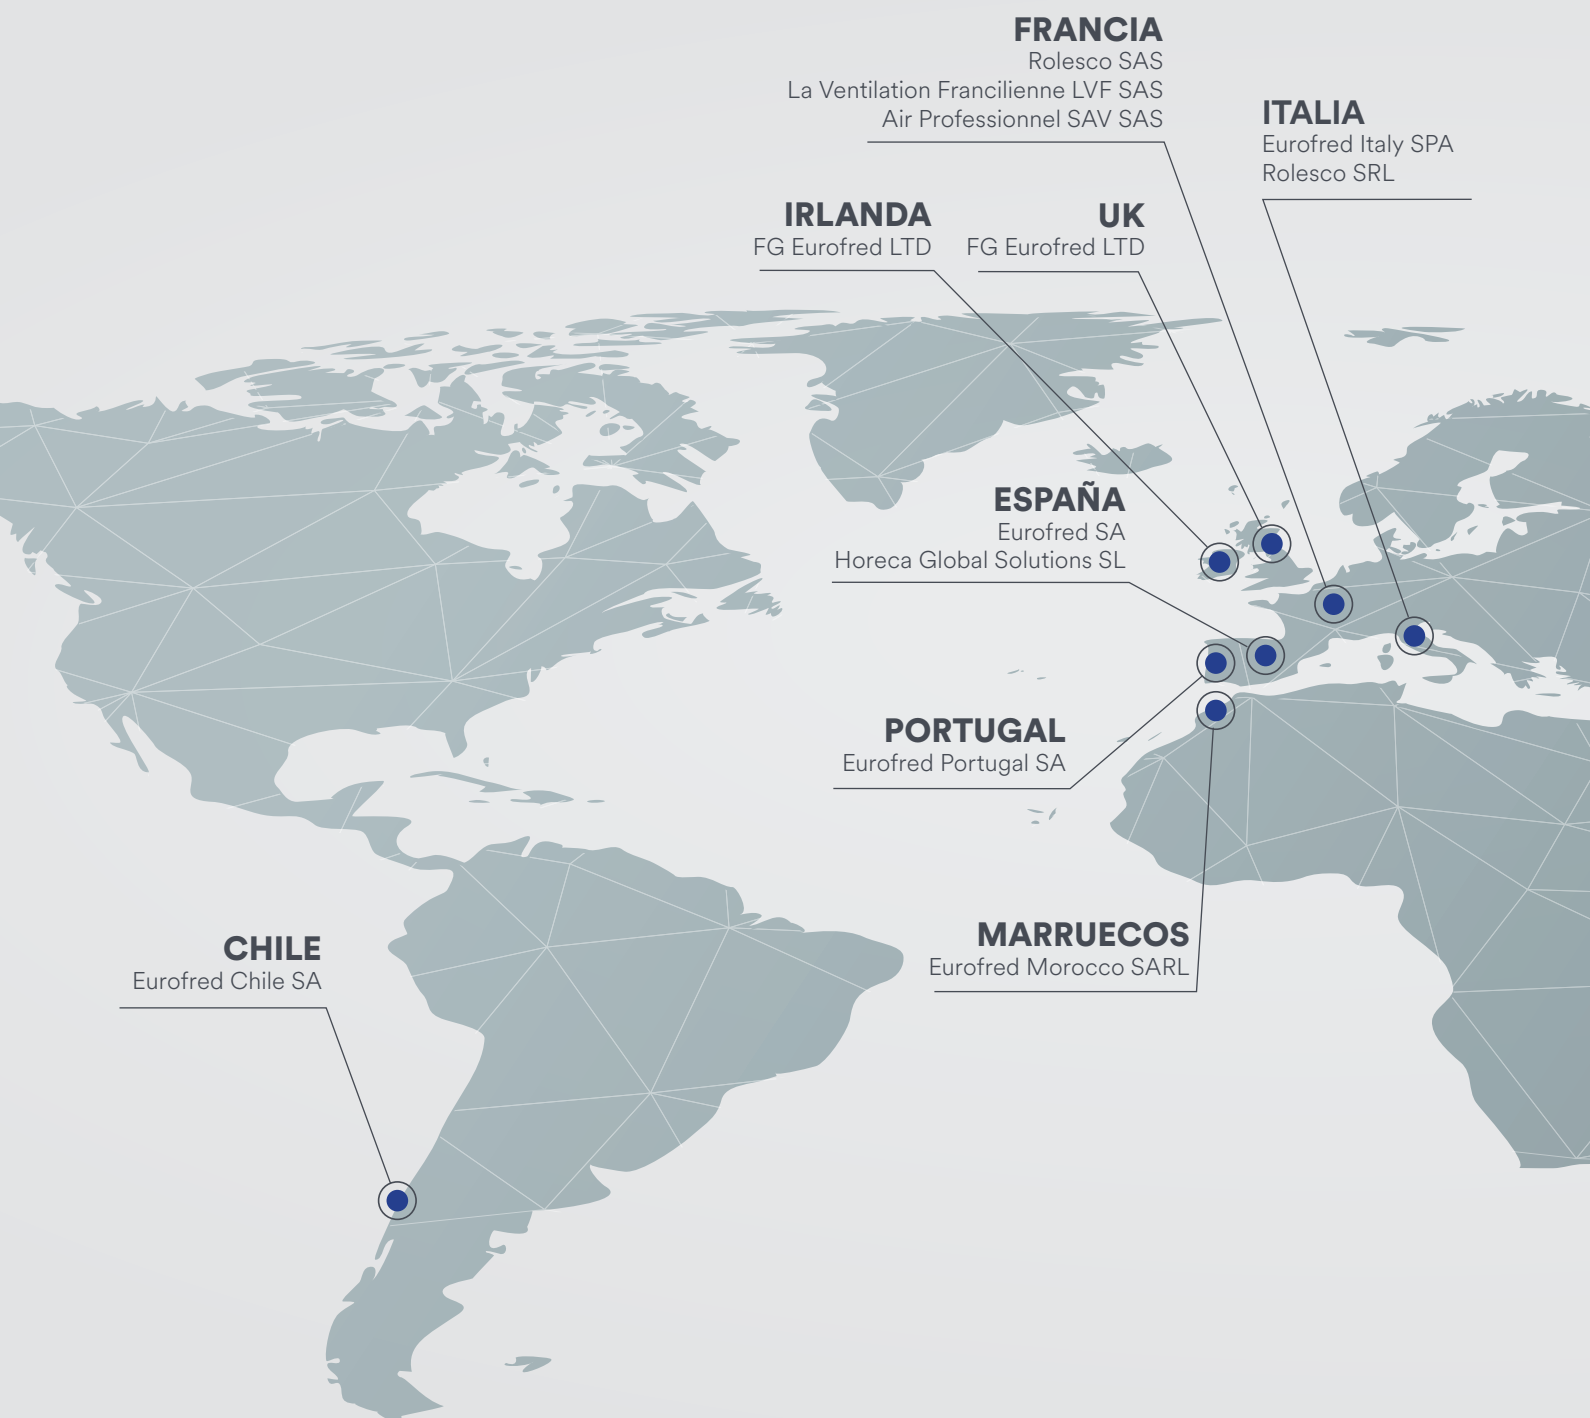 FRANCIA
Rolesco SAS
La Ventilation Francilienne LVF SAS
Air Professionnel SAV SAS
ITALIA
Eurofred Italy SPA
Rolesco SRL
IRLANDA
FG Eurofred LTD
UK
FG Eurofred LTD
ESPAÑA
Eurofred SA
Horeca Global Solutions SL
PORTUGAL
Eurofred Portugal SA
MARRUECOS
Eurofred Morocco SARL
CHILE
Eurofred Chile SA